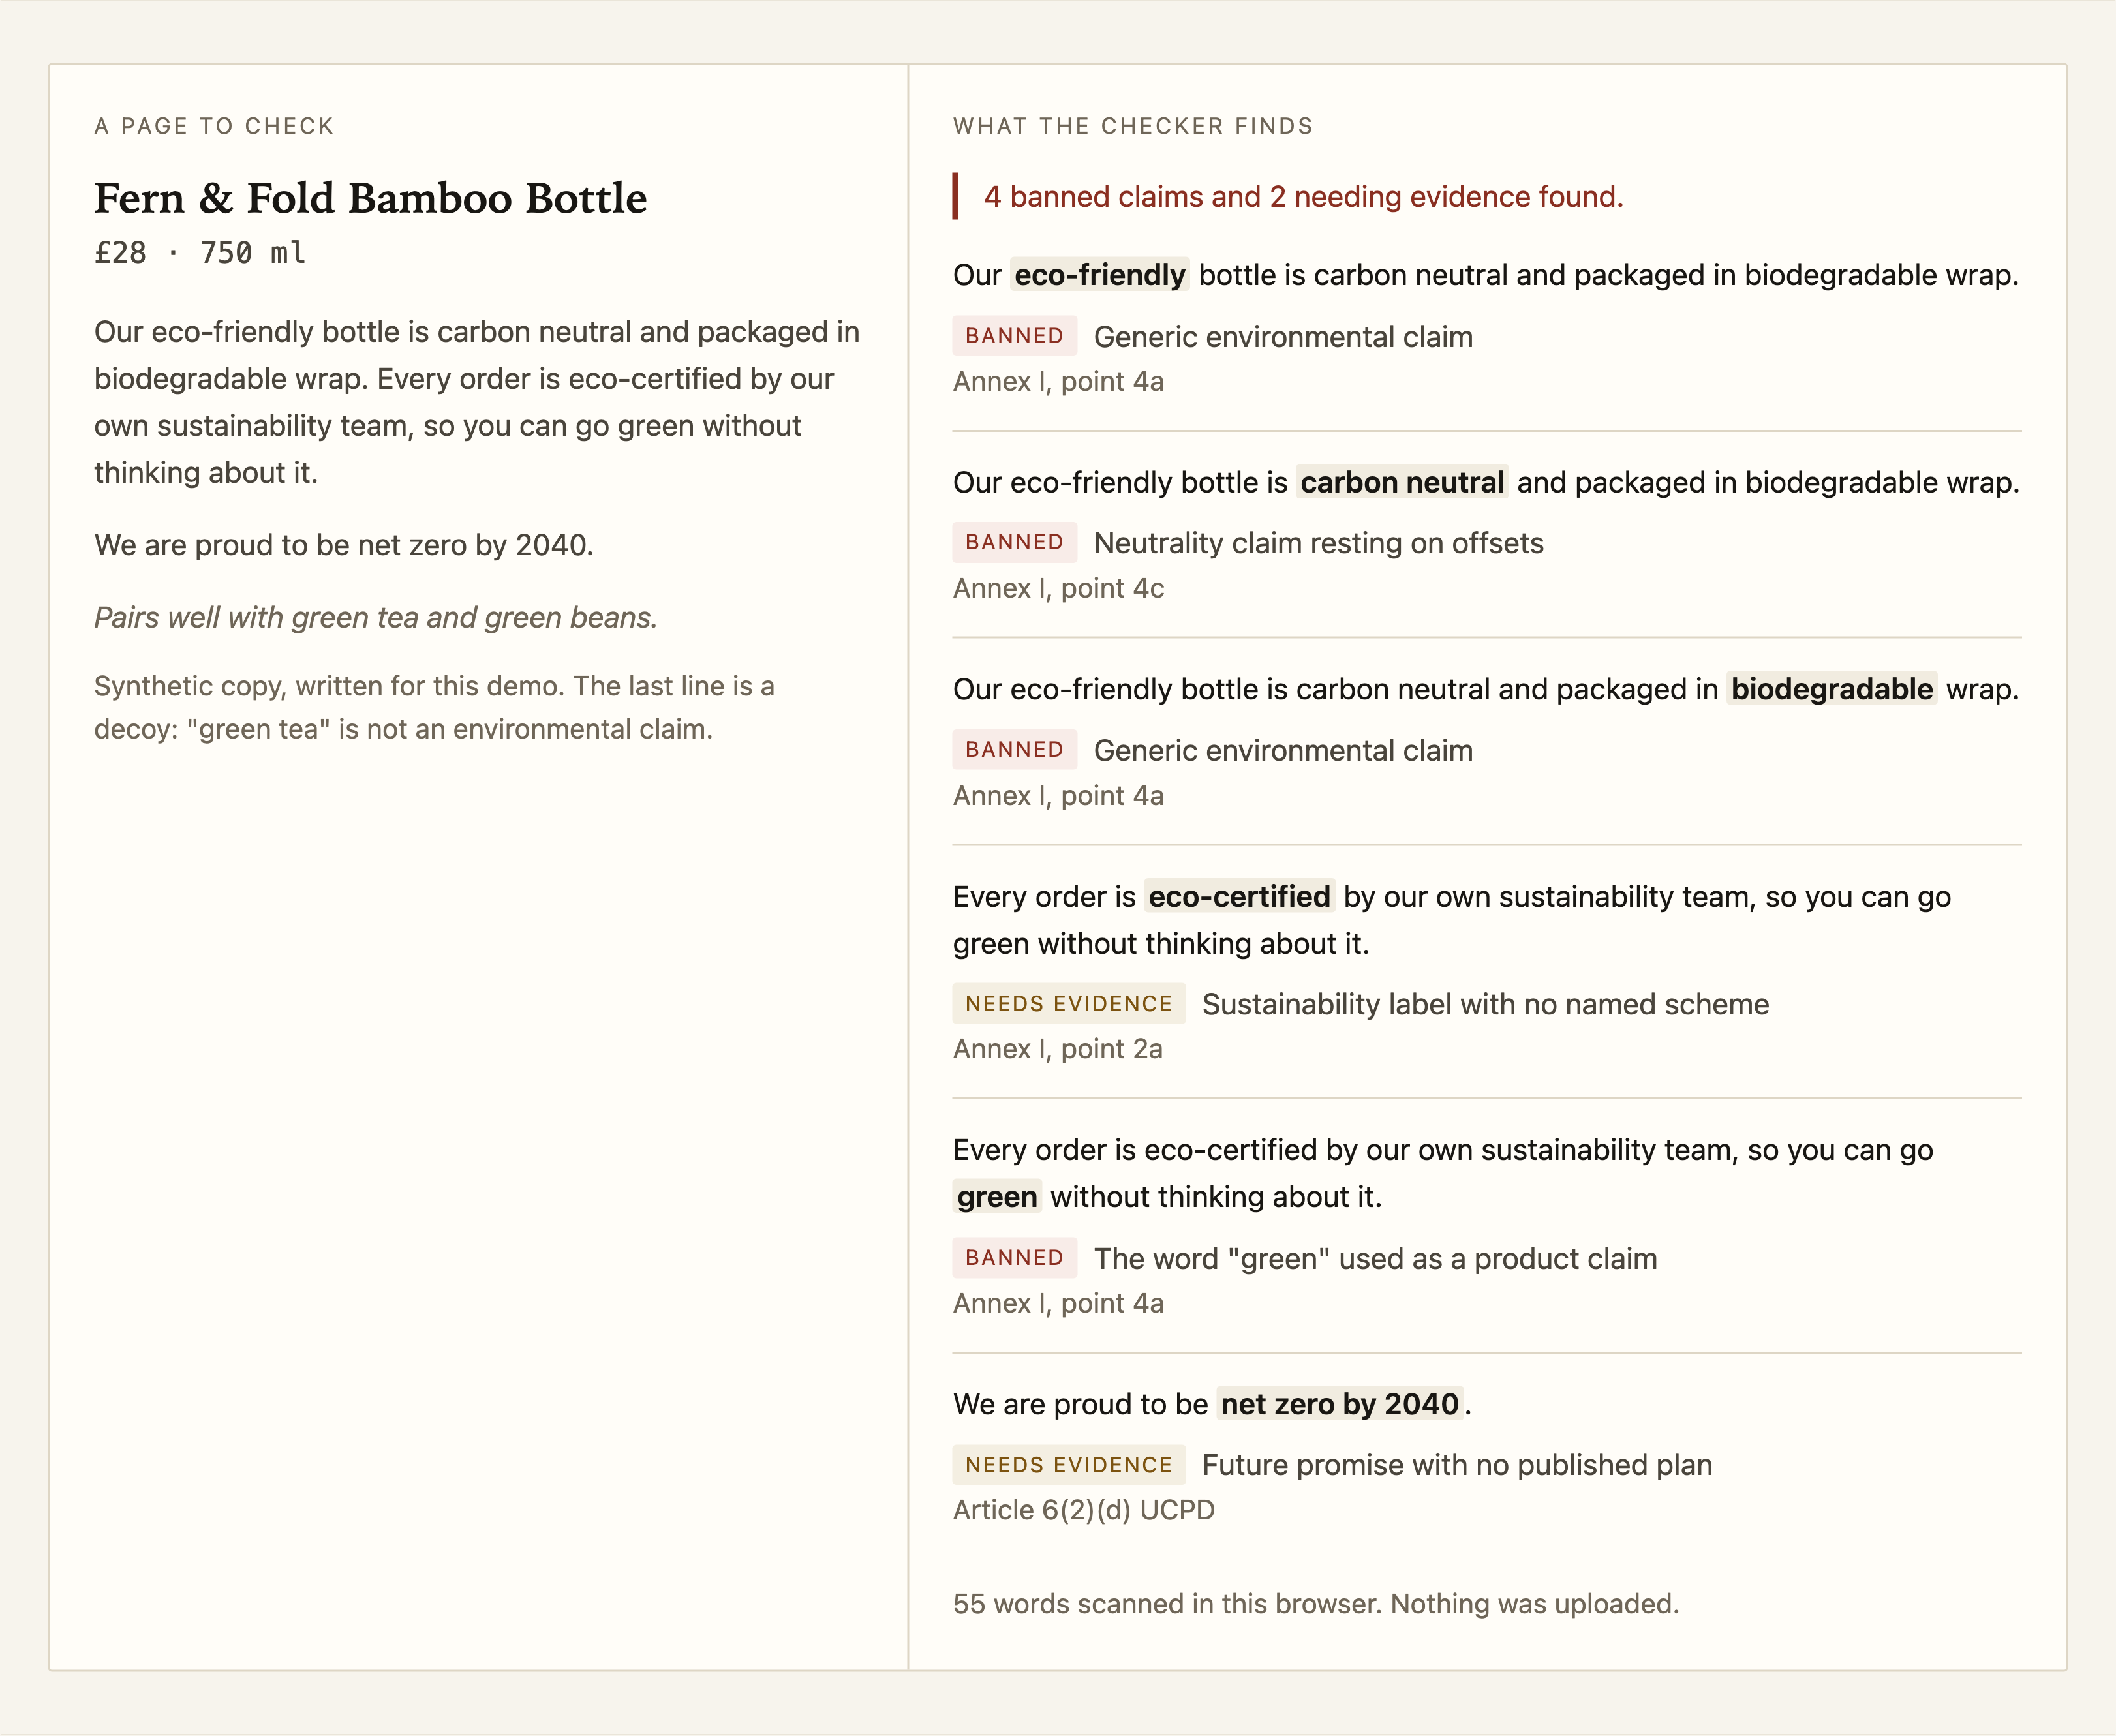 A PAGE TO CHECK
Fern & Fold Bamboo Bottle
£28 · 750 ml
Our eco-friendly bottle is carbon neutral and packaged in
biodegradable wrap. Every order is eco-certified by our
own sustainability team, so you can go green without
thinking about it.
We are proud to be net zero by 2040.
Pairs well with green tea and green beans.
Synthetic copy, written for this demo. The last line is a
decoy: "green tea" is not an environmental claim.
WHAT THE CHECKER FINDS
4 banned claims and 2 needing evidence found.
Our eco-friendly bottle is carbon neutral and packaged in biodegradable wrap.
BANNED Generic environmental claim
Annex I, point 4a
Our eco-friendly bottle is carbon neutral and packaged in biodegradable wrap.
BANNED Neutrality claim resting on offsets
Annex I, point 4c
Our eco-friendly bottle is carbon neutral and packaged in biodegradable wrap.
BANNED Generic environmental claim
Annex I, point 4a
Every order is eco-certified by our own sustainability team, so you can go
green without thinking about it.
NEEDS EVIDENCE Sustainability label with no named scheme
Annex I, point 2a
Every order is eco-certified by our own sustainability team, so you can go
green without thinking about it.
BANNED The word "green" used as a product claim
Annex I, point 4a
We are proud to be net zero by 2040.
NEEDS EVIDENCE Future promise with no published plan
Article 6(2)(d) UCPD
55 words scanned in this browser. Nothing was uploaded.